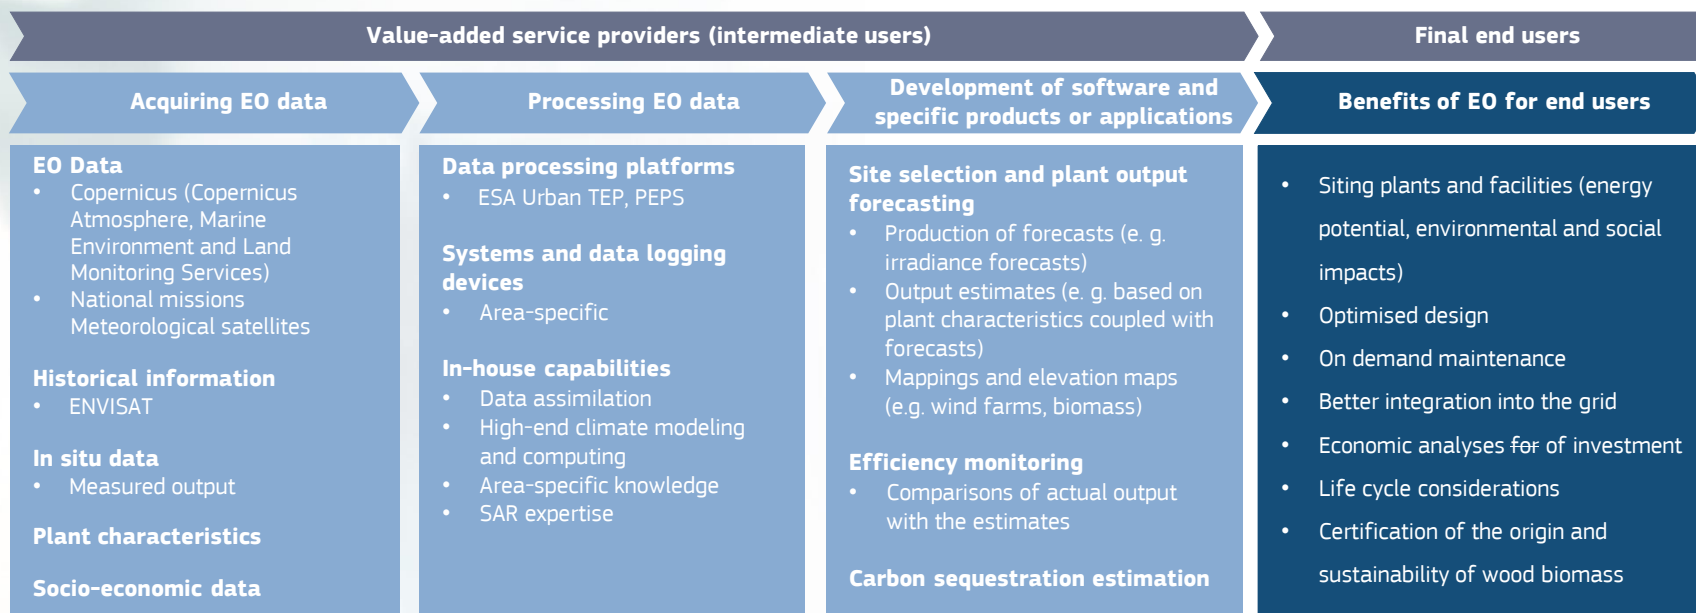 Value-added service providers (intermediate users)
Final end users
Acquiring EO data
Processing EO data
Development of software and
specific products or applications
Benefits of EO for end users
EO Data
• Copernicus (Copernicus
Atmosphere, Marine
Environment and Land
Monitoring Services)
• National missions
Meteorological satellites
Historical information
• ENVISAT
In situ data
• Measured output
Plant characteristics
Socio-economic data
Data processing platforms
• ESA Urban TEP, PEPS
Systems and data logging
devices
• Area-specific
In-house capabilities
• Data assimilation
• High-end climate modeling
and computing
• Area-specific knowledge
• SAR expertise
Site selection and plant output
forecasting
• Production of forecasts (e. g.
irradiance forecasts)
• Output estimates (e. g. based on
plant characteristics coupled with
forecasts)
• Mappings and elevation maps
(e.g. wind farms, biomass)
Efficiency monitoring
• Comparisons of actual output
with the estimates
Carbon sequestration estimation
• Siting plants and facilities (energy
potential, environmental and social
impacts)
• Optimised design
• On demand maintenance
• Better integration into the grid
• Economic analyses for of investment
• Life cycle considerations
• Certification of the origin and
sustainability of wood biomass